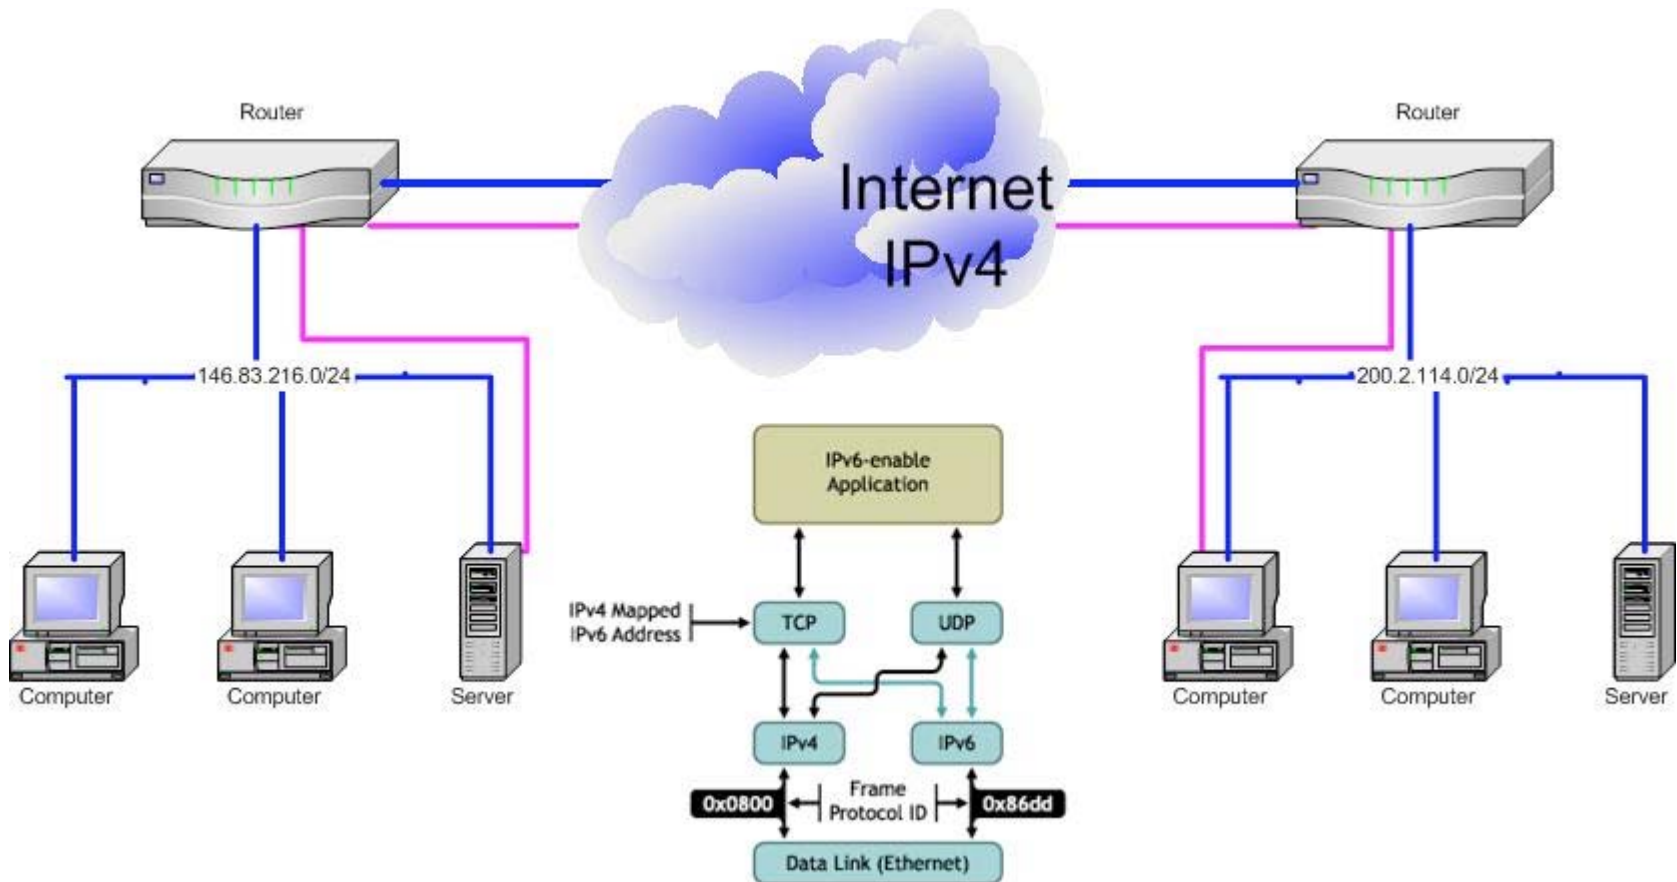 Router
Router
Internet
IPv4
146.83.216.0/24
200.2.114.0/24
IPv6-enable
Application
IPv4 Mapped
IPv6 Address
TCP
UDP
Computer
Computer
Server
Computer
Computer
Server
IPv4
IPv6
0x0800
Frame
Protocol ID
0x86dd
Data Link (Ethernet)